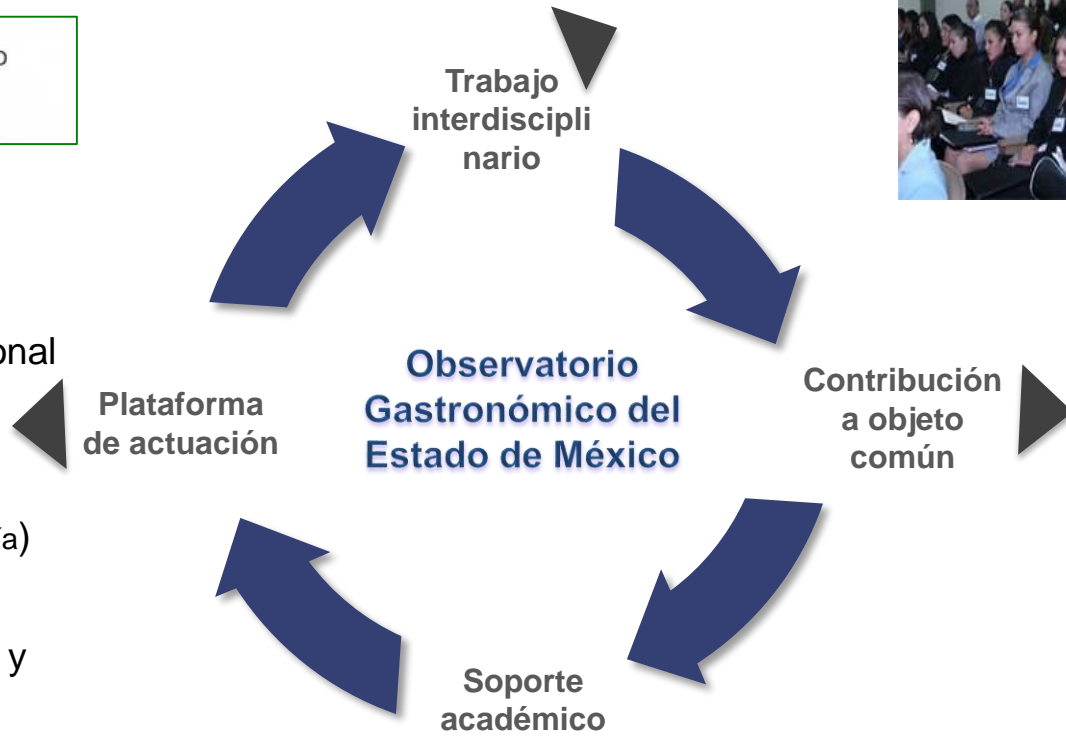 Trabajo
interdiscipli
nario
Contribución
a objeto
común
Soporte
académico
Plataforma
de actuación
Observatorio
Gastronómico del
Estado de México
y